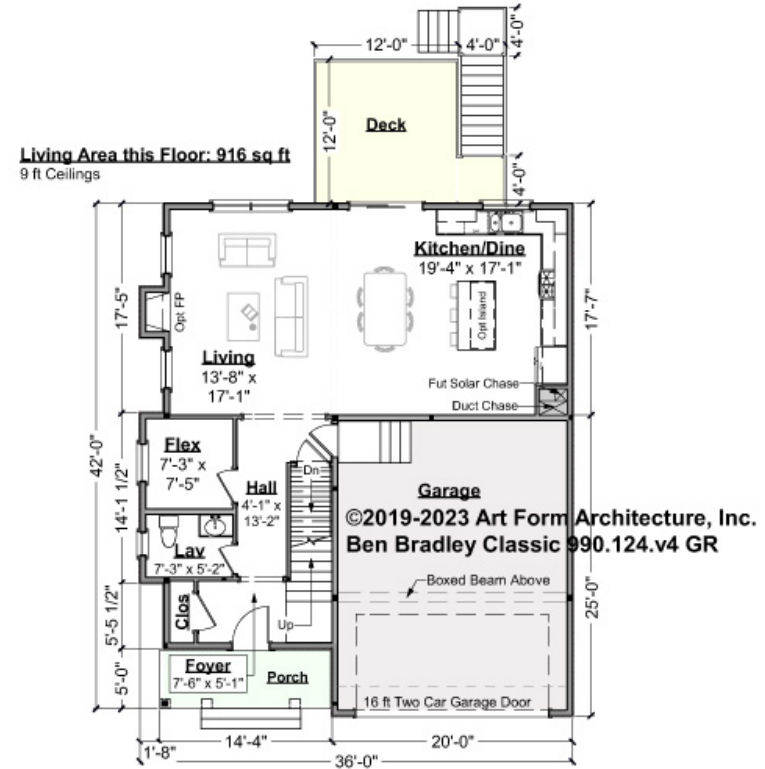 12'-0"
4'-0"
4'-0"
Deck
12'-0"
4'-0"
Living Area this Floor: 916 sq ft
9 ft Ceilings
Kitchen/Dine
19'-4" x 17'-1"
17'-5"
Opt FP
Opt Island
17'-7"
Living
13'-8" x
17'-1"
Fut Solar Chase
Duct Chase
42'-0"
Flex
7'-3" x
7'-5"
Dn
14'-1 1/2"
Hall
4'-1" x
13'-2"
Garage
©2019-2023 Art Form Architecture, Inc.
Ben Bradley Classic 990.124.v4 GR
Lav
7'-3" x 5'-2"
Boxed Beam Above
25'-0"
5'-5 1/2"
Clos
Up
5'-0"
Foyer
7'-6" x 5'-1"
Porch
16 ft Two Car Garage Door
1'-8"
14'-4"
20'-0"
36'-0"